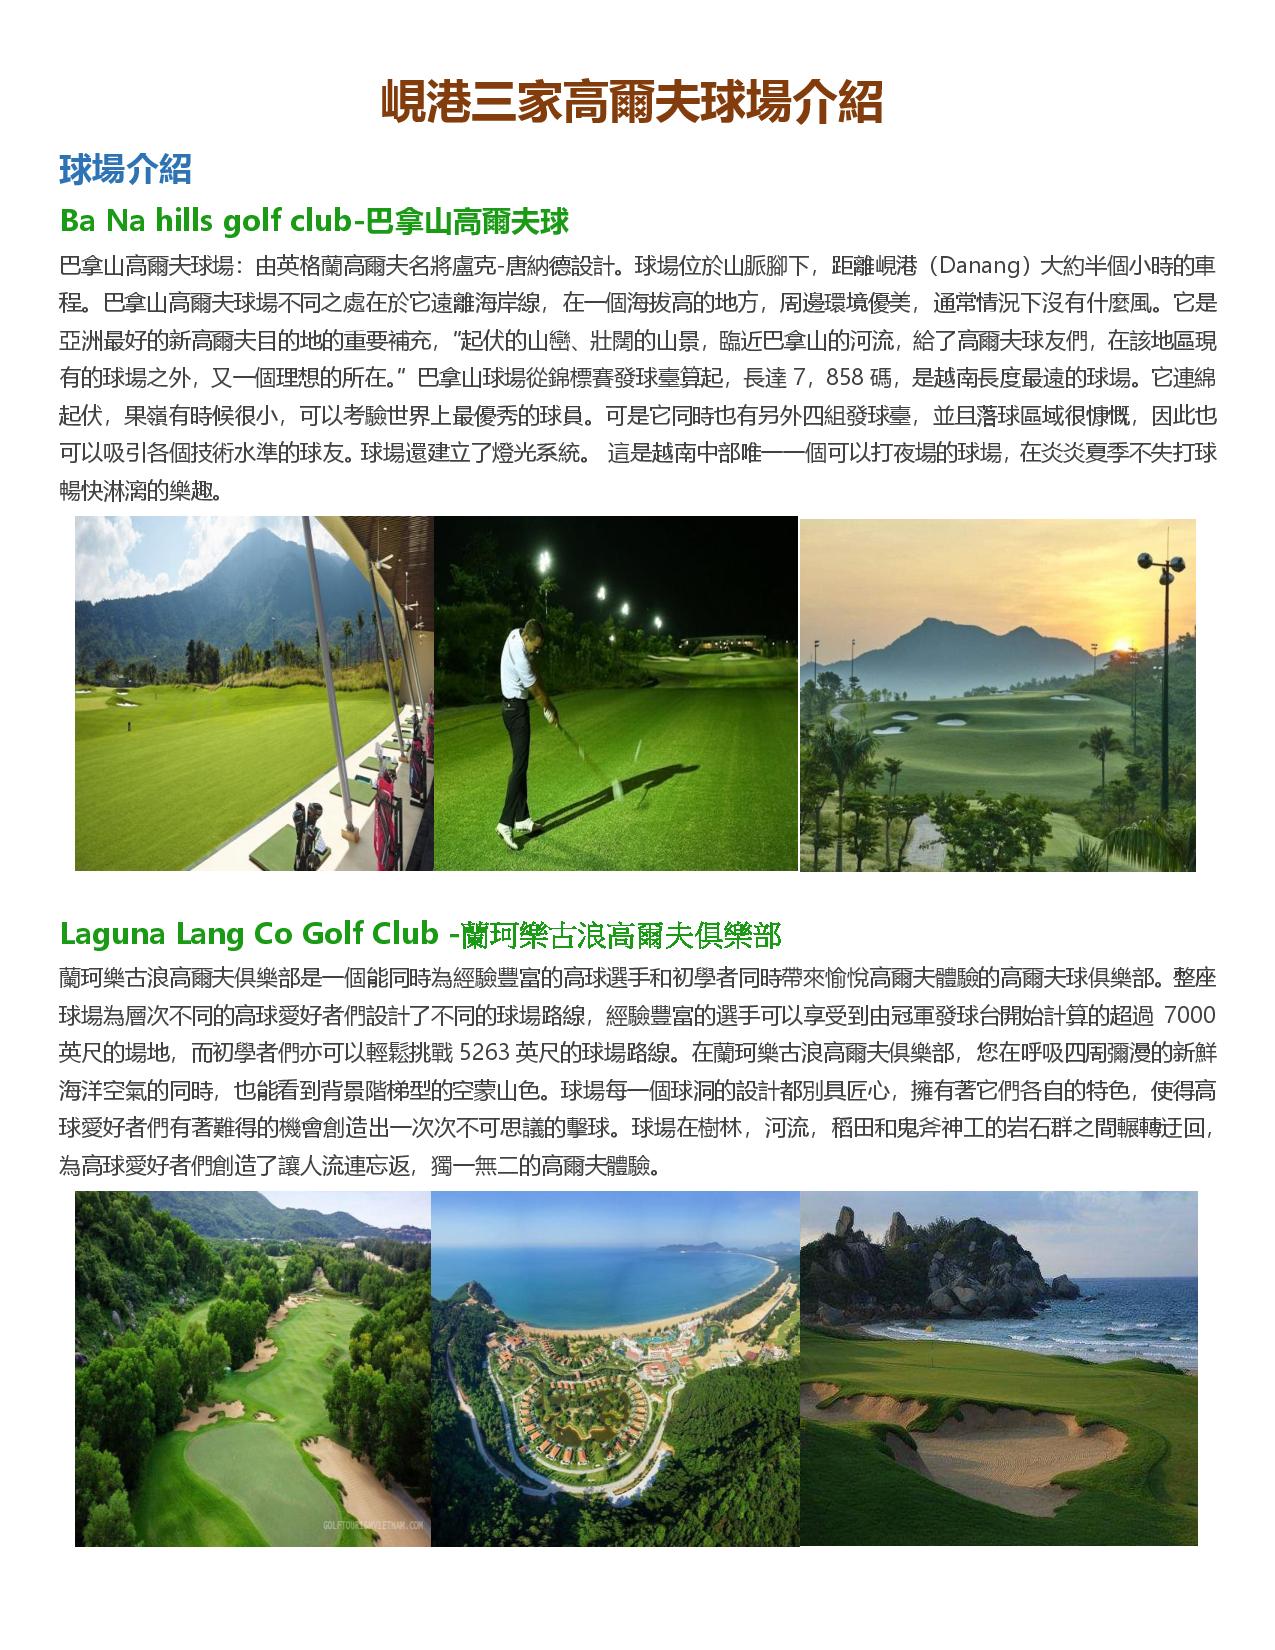 峴港三家高爾夫球場介紹
球場介紹
Ba Na hills golf club-巴拿山高爾夫球
巴拿山高爾夫球場：由英格蘭高爾夫名將盧克-唐納德設計。球場位於山脈腳下，距離峴港（Danang）大約半個小時的車
程。巴拿山高爾夫球場不同之處在於它遠離海岸線，在一個海拔高的地方，周邊環境優美，通常情況下沒有什麼風。它是
亞洲最好的新高爾夫目的地的重要補充，“起伏的山巒、壯闊的山景，臨近巴拿山的河流，給了高爾夫球友們，在該地區現
有的球場之外，又一個理想的所在。” 巴拿山球場從錦標賽發球臺算起，長達 7，858 碼，是越南長度最遠的球場。它連綿
起伏，果嶺有時候很小，可以考驗世界上最優秀的球員。可是它同時也有另外四組發球臺，並且落球區域很慷慨，因此也
可以吸引各個技術水準的球友。球場還建立了燈光系統。 這是越南中部唯一一個可以打夜場的球場，在炎炎夏季不失打球
暢快淋漓的樂趣。
Laguna Lang Co Golf Club -蘭珂樂古浪高爾夫俱樂部
蘭珂樂古浪高爾夫俱樂部是一個能同時為經驗豐富的高球選手和初學者同時帶來愉悅高爾夫體驗的高爾夫球俱樂部。整座
球場為層次不同的高球愛好者們設計了不同的球場路線，經驗豐富的選手可以享受到由冠軍發球台開始計算的超過 7000
英尺的場地，而初學者們亦可以輕鬆挑戰 5263 英尺的球場路線。在蘭珂樂古浪高爾夫俱樂部，您在呼吸四周彌漫的新鮮
海洋空氣的同時，也能看到背景階梯型的空蒙山色。球場每一個球洞的設計都別具匠心，擁有著它們各自的特色，使得高
球愛好者們有著難得的機會創造出一次次不可思議的擊球。球場在樹林，河流，稻田和鬼斧神工的岩石群之間輾轉迂回，
為高球愛好者們創造了讓人流連忘返，獨一無二的高爾夫體驗。
GOLFTOURISMVIETNAM.COM